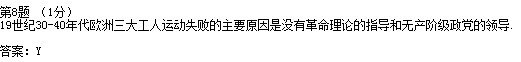 第8题 （1分）
19世纪30-40年代欧洲三大工人运动失败的主要原因是没有革命理论的指导和无产阶级政党的领导.
答案: Y